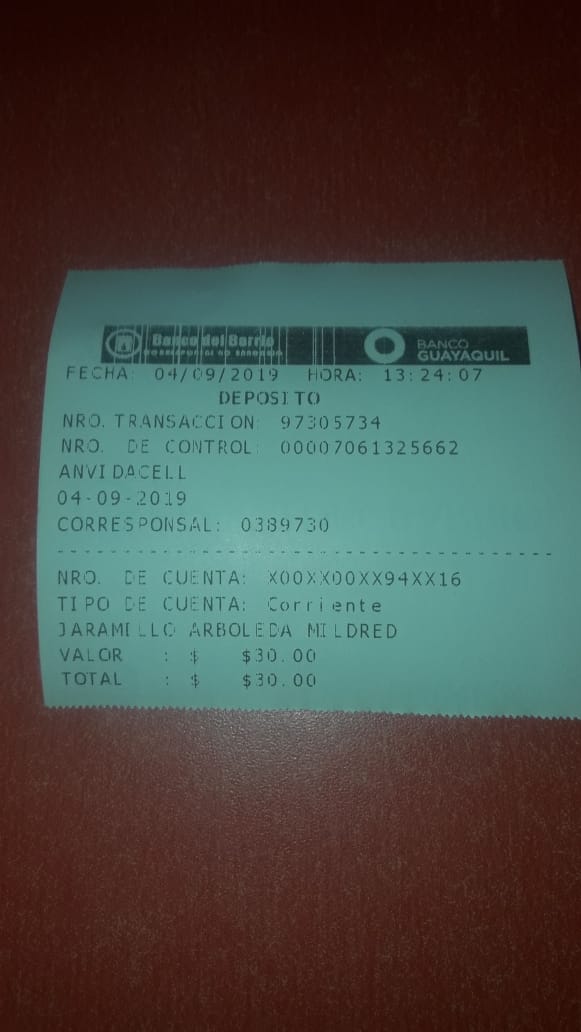 Banco del Barrio
BANCO
GUAYAQUIL
FECHA: 04/09/2019 HORA: 13:24:07
DEPOSITO
NRO. TRANSACCION: 97305734
NRO. DE CONTROL: 00007061325662
ANVIDACELL
04-09-2019
CORRESPONSAL: 0389730
NRO. DE CUENTA: X00XX00XX94XX16
TIPO DE CUENTA: Corriente
JARAMILLO ARBOLEDA MILDRED
VALOR : $ $30.00
TOTAL : $ $30.00